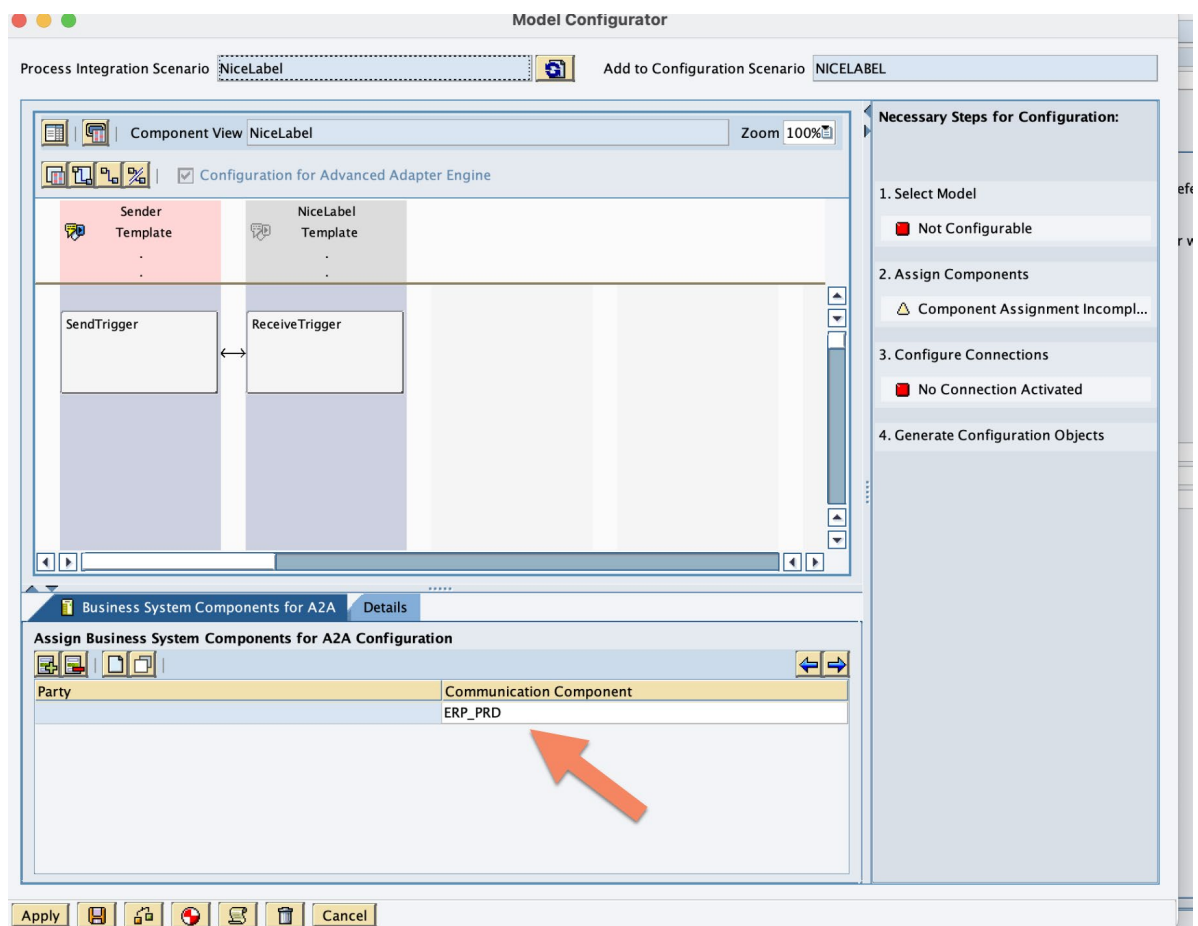 Model Configurator
Process Integration Scenario NiceLabel
Add to Configuration Scenario NICELABEL
Component View NiceLabel
Zoom 100%
Configuration for Advanced Adapter Engine
Sender
Template
.
.
NiceLabel
Template
.
.
SendTrigger
ReceiveTrigger
Necessary Steps for Configuration:
1. Select Model
Not Configurable
2. Assign Components
Component Assignment Incompl...
3. Configure Connections
No Connection Activated
4. Generate Configuration Objects
Business System Components for A2A
Details
Assign Business System Components for A2A Configuration
Party
Communication Component
ERP_PRD
Apply
Cancel